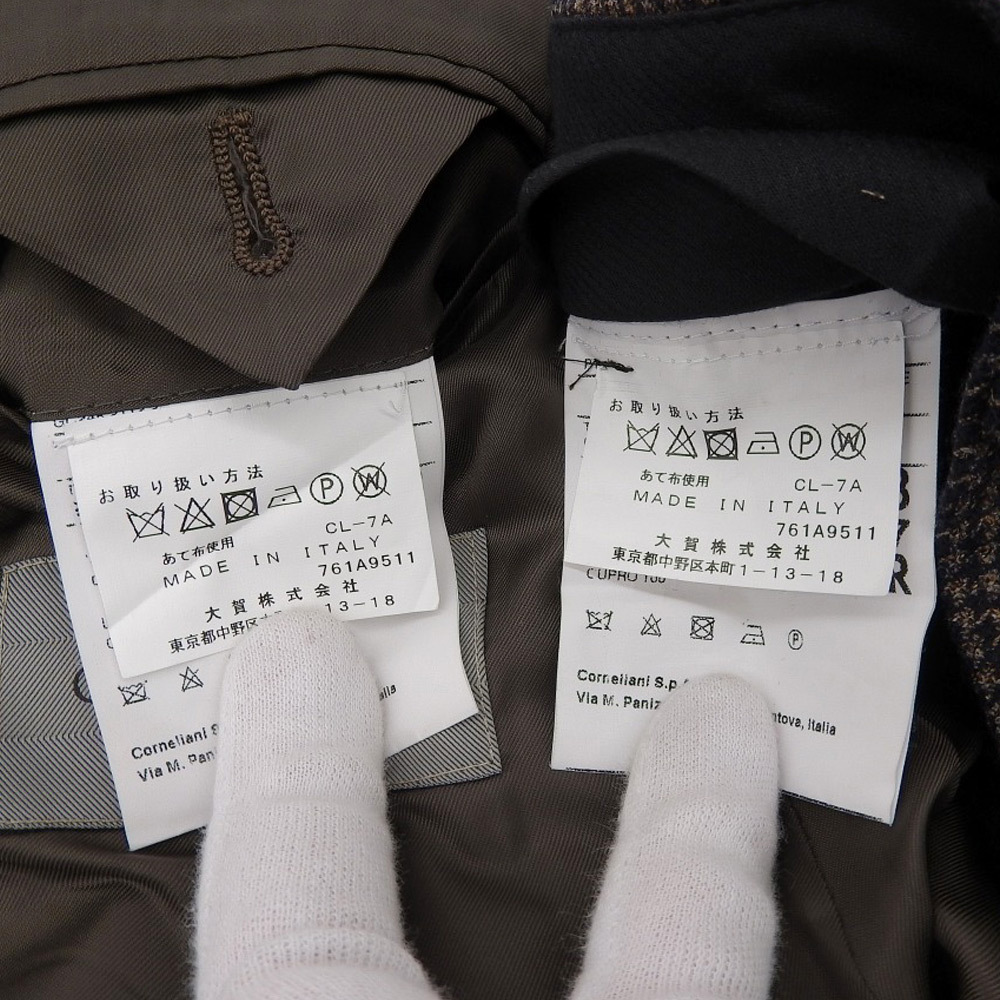 お取り扱い方法
あて布使用
CL-7A
MADE IN ITALY
761A9511
大賀株式会社
東京都中野区
13-18
Corneliani S
Via M. Pan
alia
お取り扱い方法
P W
あて布使用
CL-7A
MADE IN ITALY
761A9511
大賀株式会社
東京都中野区本町1-13-18
CUPRO 100
R
Corneliani S.p.
Via M. Paniz
ntova, Italia